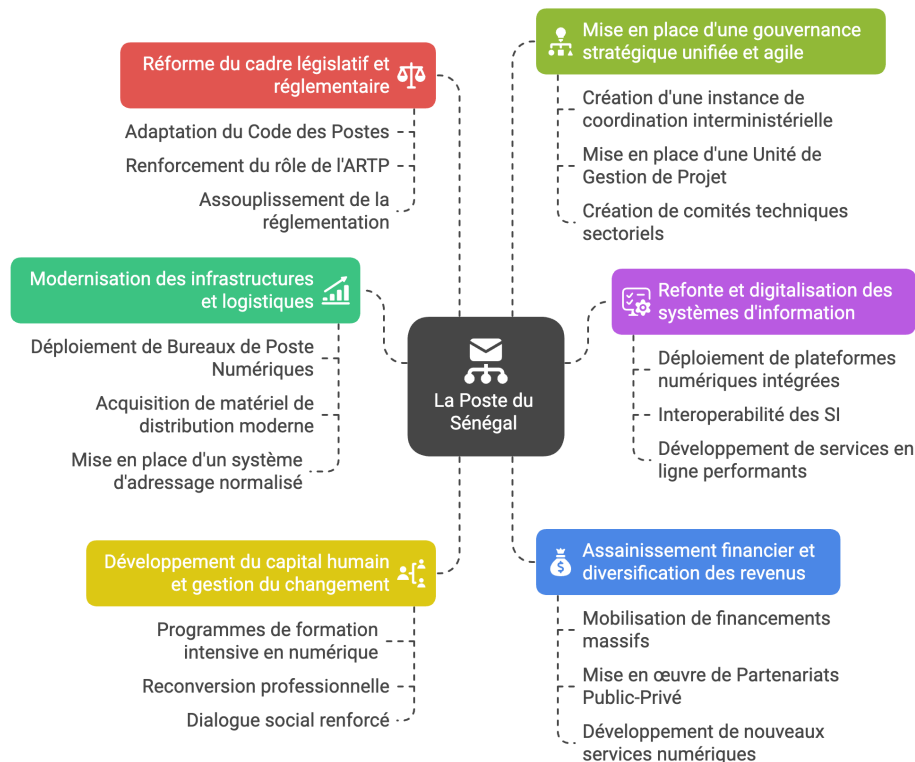 Réforme du cadre législatif et
réglementaire
Adaptation du Code des Postes
Renforcement du rôle de l'ARTP
Assouplissement de la
réglementation
Mise en place d'une gouvernance
stratégique unifiée et agile
Création d'une instance de
coordination interministérielle
Mise en place d'une Unité de
Gestion de Projet
Création de comités techniques
sectoriels
Modernisation des infrastructures
et logistiques
Déploiement de Bureaux de Poste
Numériques
Acquisition de matériel de
distribution moderne
Mise en place d'un système
d'adressage normalisé
La Poste du
Sénégal
Refonte et digitalisation des
systèmes d'information
Déploiement de plateformes
numériques intégrées
Interoperabilité des SI
Développement de services en
ligne performants
Développement du capital humain
et gestion du changement
Programmes de formation
intensive en numérique
Reconversion professionnelle
Dialogue social renforcé
Assainissement financier et
diversification des revenus
Mobilisation de financements
massifs
Mise en œuvre de Partenariats
Public-Privé
Développement de nouveaux
services numériques